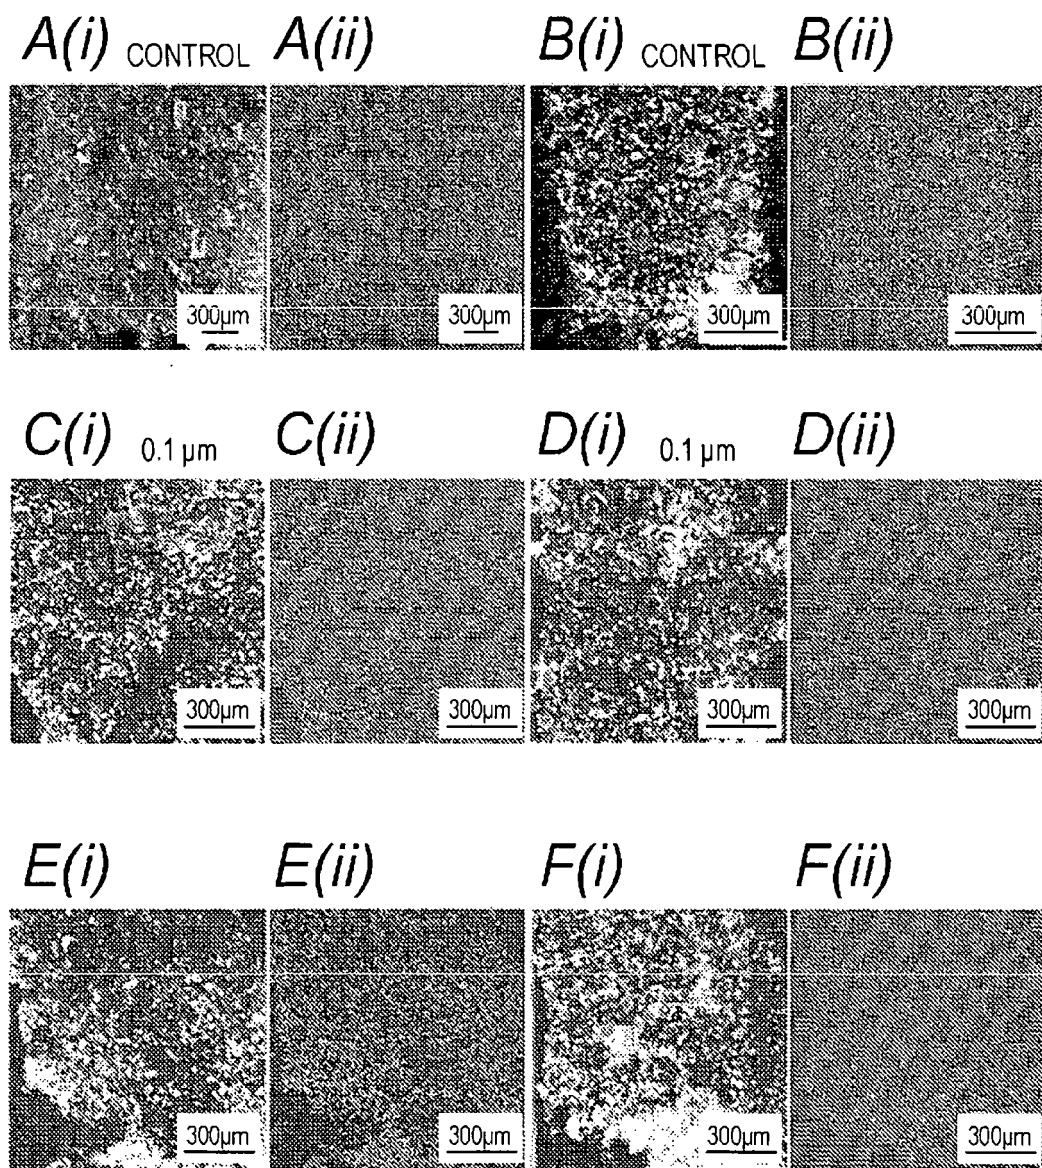 A(i) CONTROL A(ii) B(i) CONTROL B(ii)
300µm 300µm 300µm 300µm
C(i) 0.1 µm C(ii) D(i) 0.1 µm D(ii)
300µm 300µm 300µm 300µm
E(i) E(ii) F(i) F(ii)
300µm 300µm 300µm 300µm